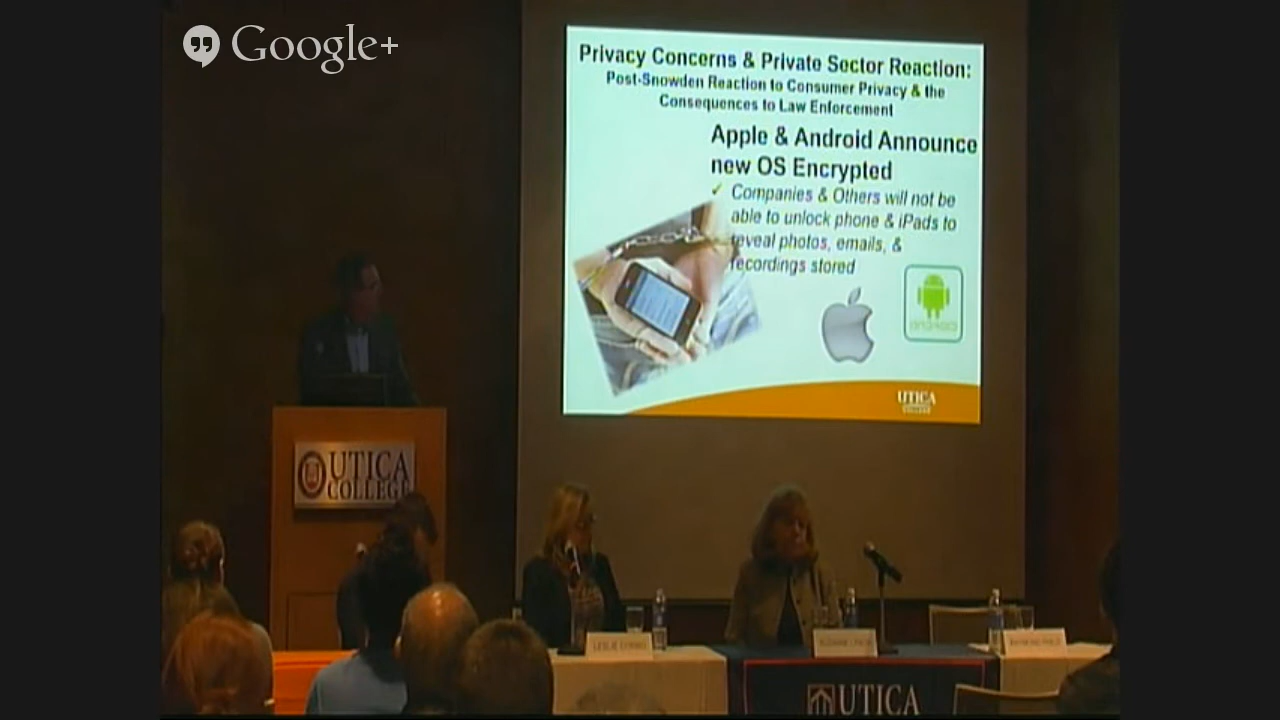 Google+
Privacy Concerns & Private Sector Reaction:
Post-Snowden Reaction to Consumer Privacy & the
Consequences to Law Enforcement
Apple & Android Announce
new OS Encrypted
✓ Companies & Others will not be
able to unlock phone & iPads to
reveal photos, emails, &
recordings stored
android
UTICA
COLLEGE
UTICA
COLLEGE
LESLIE
UTICA